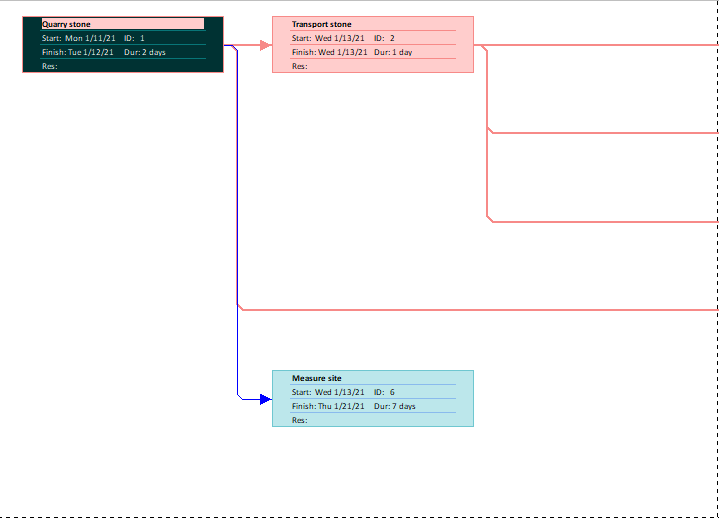 Quarry stone
Start: Mon 1/11/21 ID: 1
Finish: Tue 1/12/21 Dur: 2 days
Res:
Transport stone
Start: Wed 1/13/21 ID: 2
Finish: Wed 1/13/21 Dur: 1 day
Res:
Measure site
Start: Wed 1/13/21 ID: 6
Finish: Thu 1/21/21 Dur: 7 days
Res: